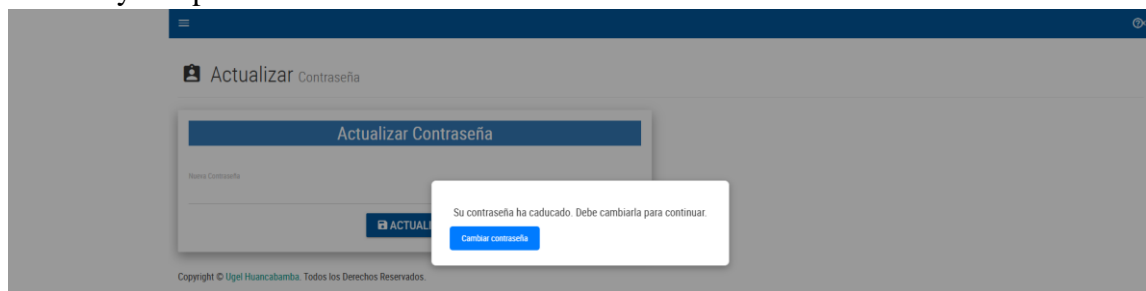 Actualizar Contraseña
Actualizar Contraseña
Nueva Contraseña
Su contraseña ha caducado. Debe cambiarla para continuar.
ACTUALI
Cambiar contraseña
Copyright © Ugel Huancabamba. Todos los Derechos Reservados.